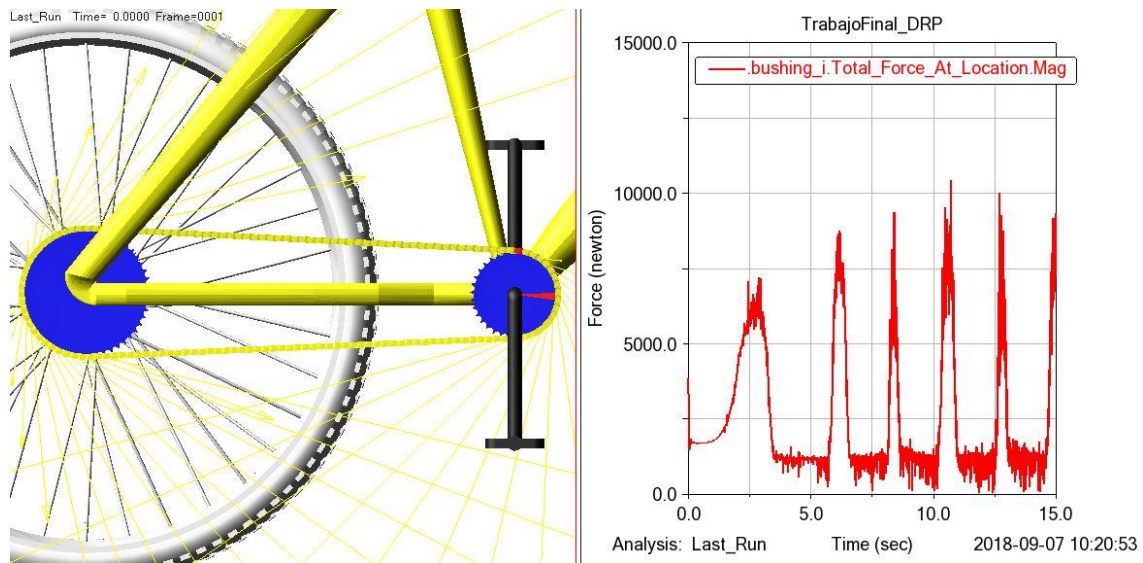 Last_Run Time= 0.0000 Frame=0001
TrabajoFinal_DRP
15000.0
.bushing_i.Total_Force_At_Location.Mag
10000.0
Force (newton)
5000.0
0.0
0.0 5.0 10.0 15.0
Analysis: Last_Run Time (sec) 2018-09-07 10:20:53